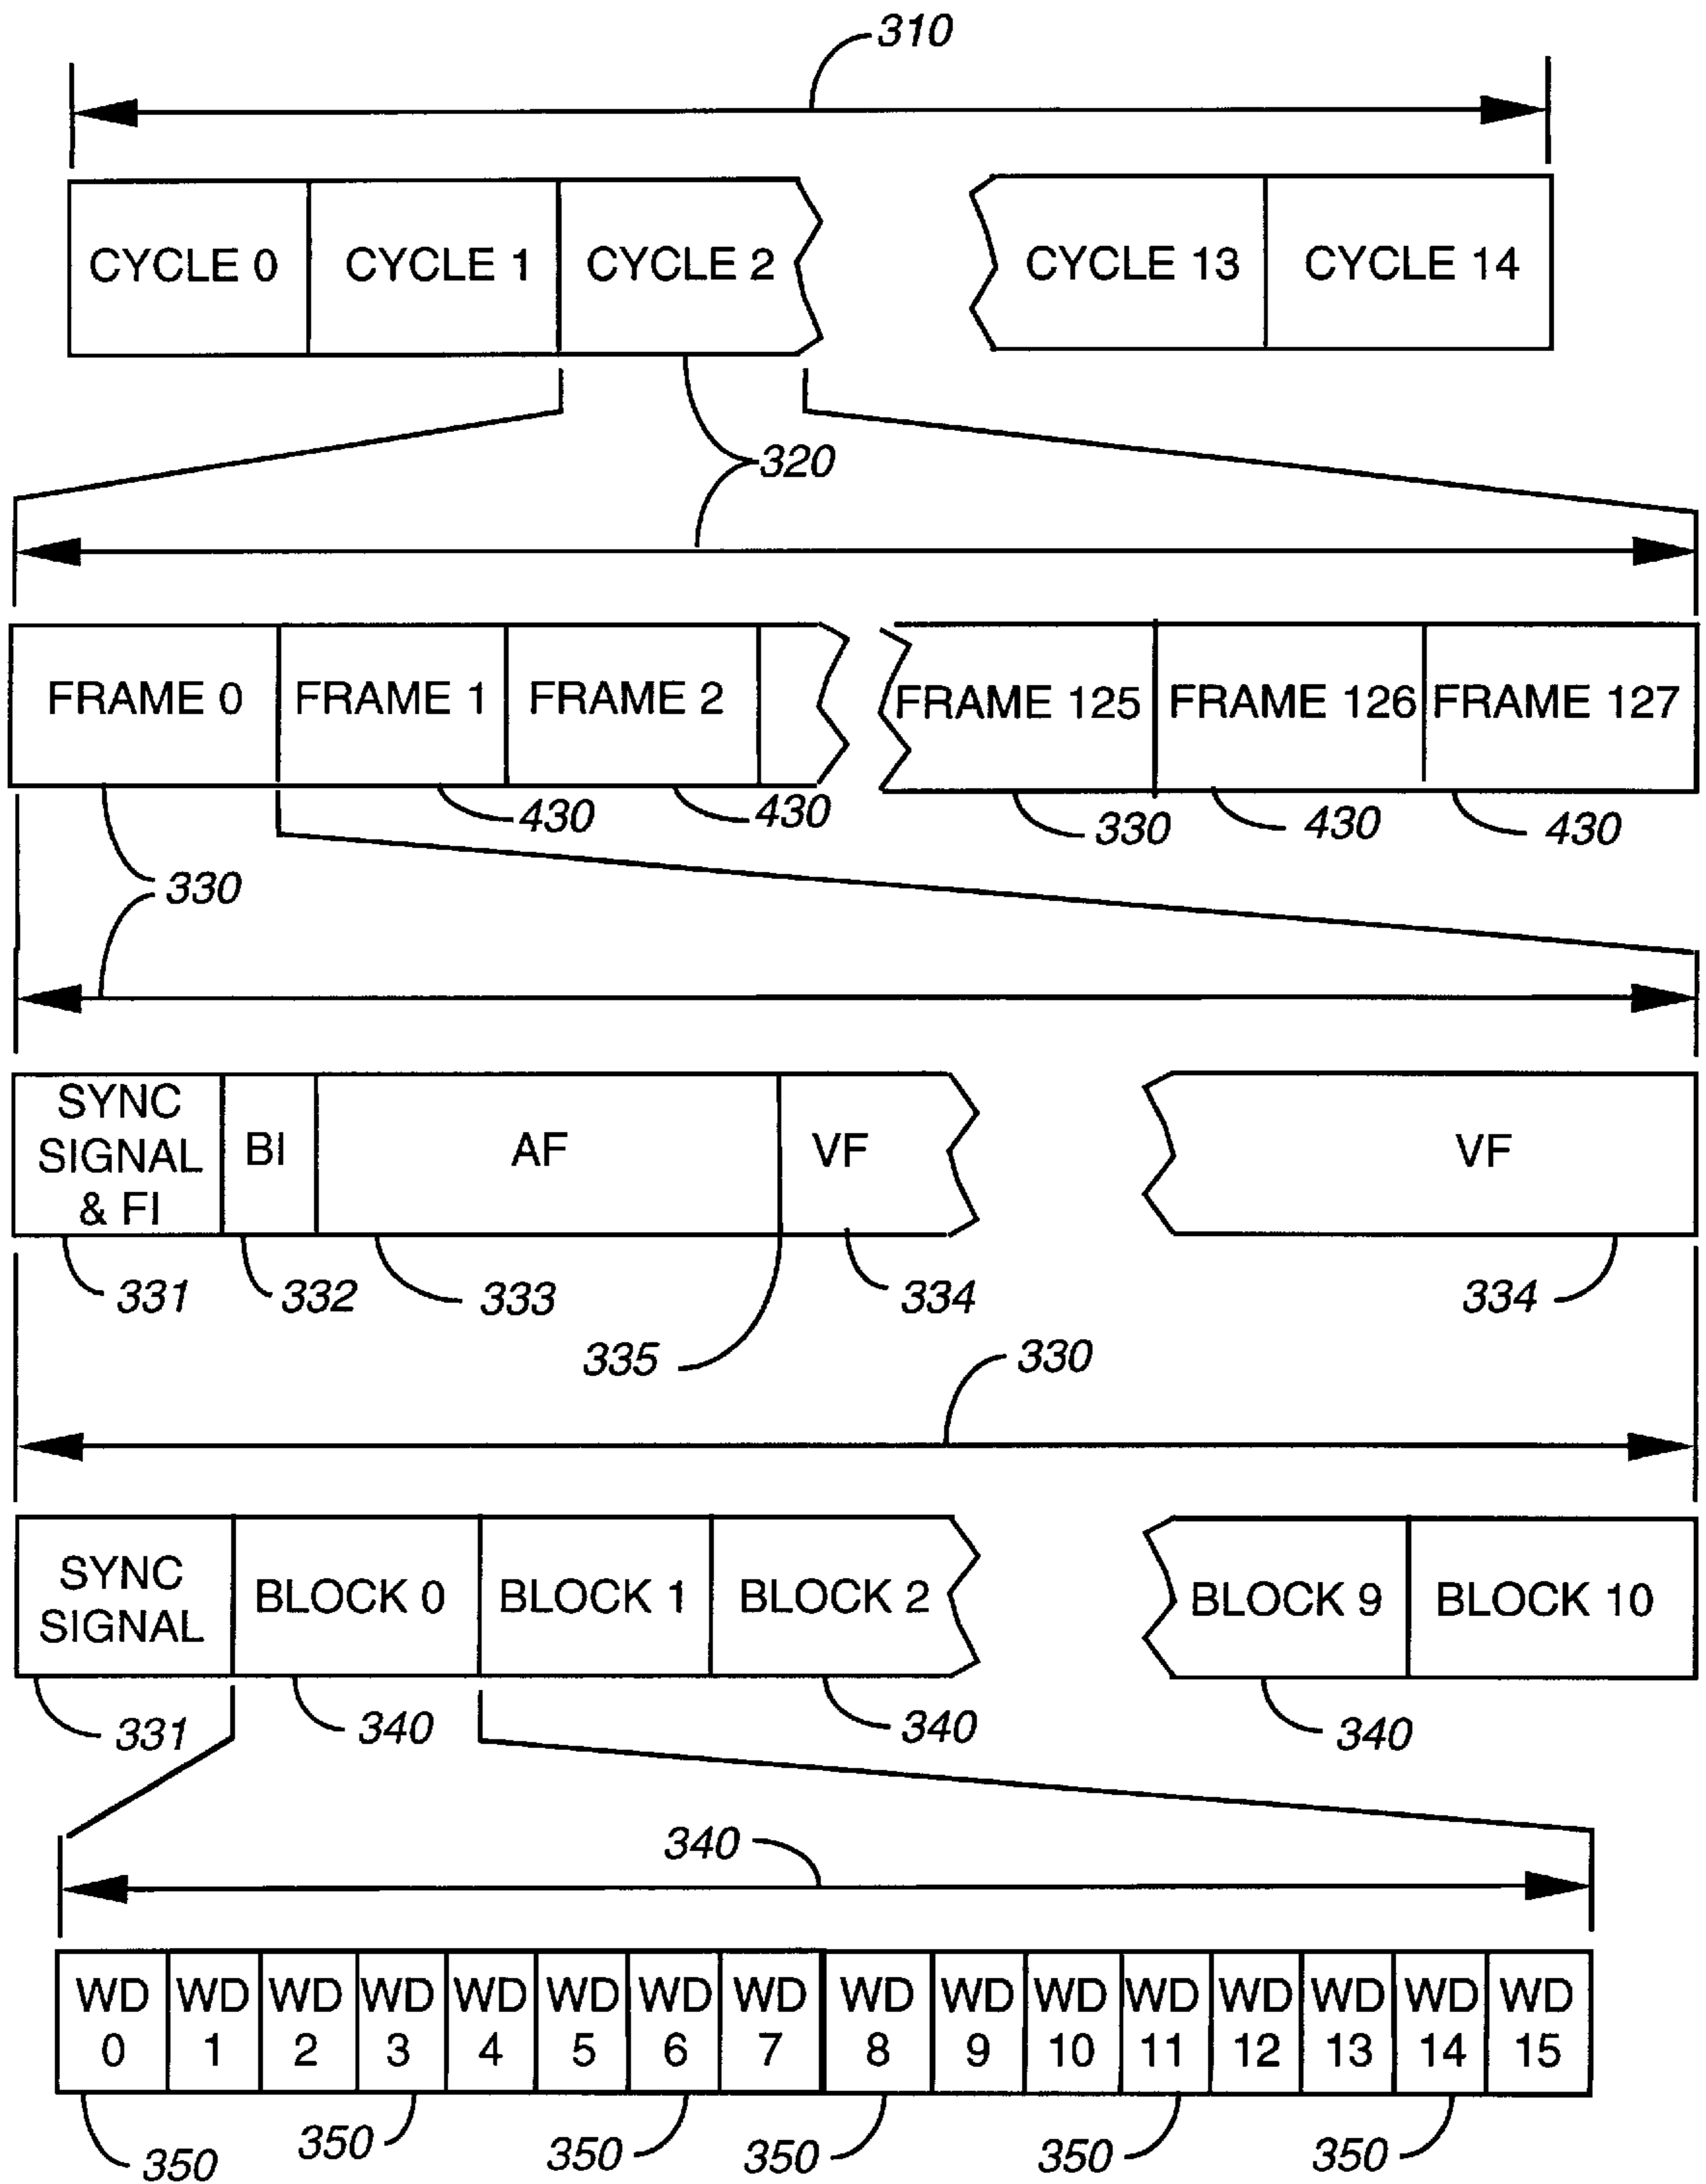 310
CYCLE 0 CYCLE 1 CYCLE 2 CYCLE 13 CYCLE 14
320
FRAME 0 FRAME 1 FRAME 2 FRAME 125 FRAME 126 FRAME 127
430 430 330 430 430
330
SYNC
SIGNAL
& FI
BI AF VF VF
331 332 333 334 334
335 330
SYNC
SIGNAL
BLOCK 0 BLOCK 1 BLOCK 2 BLOCK 9 BLOCK 10
331 340 340 340
340
WD WD WD WD WD WD WD WD WD WD WD WD WD WD WD WD
0 1 2 3 4 5 6 7 8 9 10 11 12 13 14 15
350 350 350 350 350 350